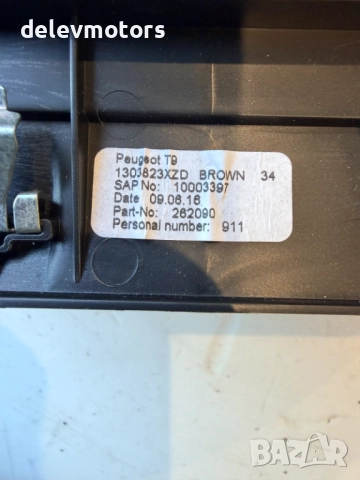 delevmotors
Peugeot T9
1303823XZD BROWN 34
SAP No: 10003397
Date 09.06.16
Part-No: 262090
Personal number: 911
BAZAR